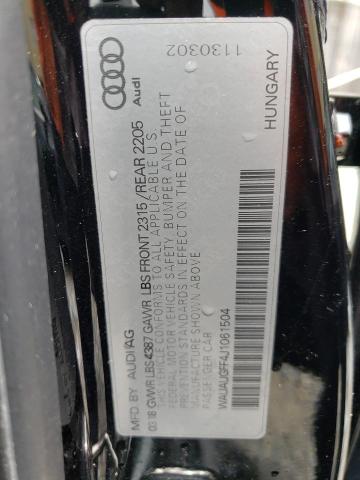 MFD. BY AUDI AG
03.18 GVWR LBS 4387 GAWR LBS FRONT 2315 / REAR 2205
THIS VEHICLE CONFORMS TO ALL APPLICABLE U.S.
FEDERAL MOTOR VEHICLE SAFETY, BUMPER AND THEFT
PREVENTION STANDARDS IN EFFECT ON THE DATE OF
MANUFACTURE SHOWN ABOVE.
PASSENGER CAR
WAUAUGFF4J1061504
Audi
1130302
HUNGARY